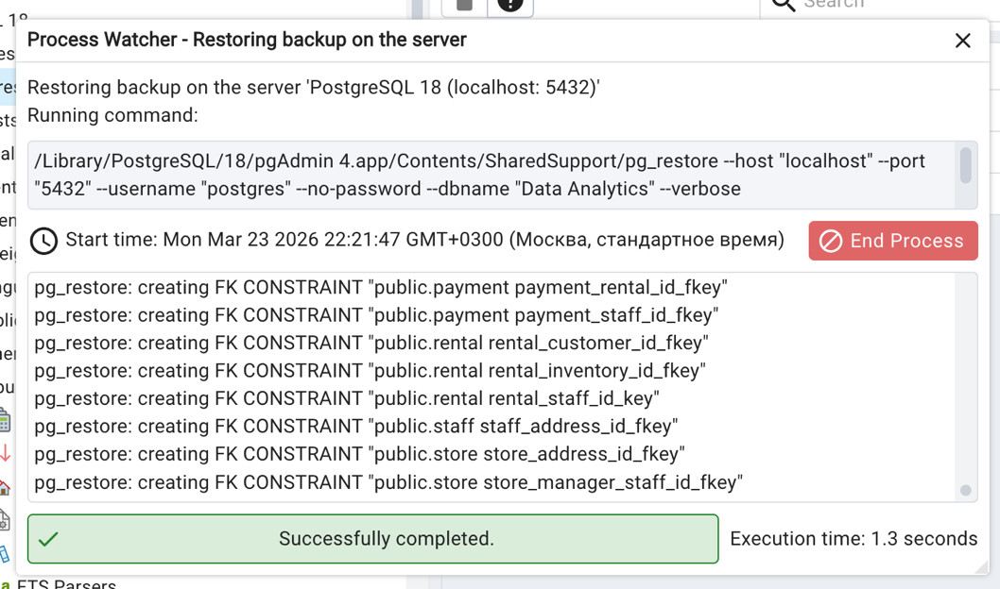 Search
Process Watcher - Restoring backup on the server
Restoring backup on the server 'PostgreSQL 18 (localhost: 5432)'
Running command:
/Library/PostgreSQL/18/pgAdmin 4.app/Contents/SharedSupport/pg_restore --host "localhost" --port
"5432" --username "postgres" --no-password --dbname "Data Analytics" --verbose
Start time: Mon Mar 23 2026 22:21:47 GMT+0300 (Москва, стандартное время)
End Process
pg_restore: creating FK CONSTRAINT "public.payment payment_rental_id_fkey"
pg_restore: creating FK CONSTRAINT "public.payment payment_staff_id_fkey"
pg_restore: creating FK CONSTRAINT "public.rental rental_customer_id_fkey"
pg_restore: creating FK CONSTRAINT "public.rental rental_inventory_id_fkey"
pg_restore: creating FK CONSTRAINT "public.rental rental_staff_id_key"
pg_restore: creating FK CONSTRAINT "public.staff staff_address_id_fkey"
pg_restore: creating FK CONSTRAINT "public.store store_address_id_fkey"
pg_restore: creating FK CONSTRAINT "public.store store_manager_staff_id_fkey"
Successfully completed.
Execution time: 1.3 seconds
FTS Parsers